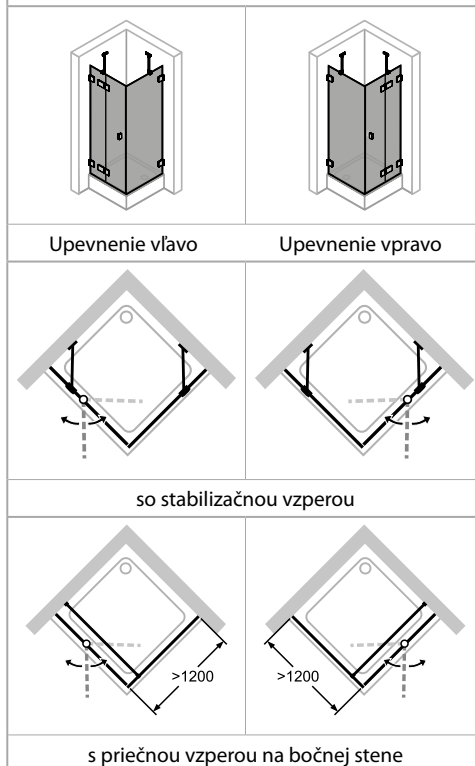 Upevnenie vľavo
Upevnenie vpravo
so stabilizačnou vzperou
>1200
>1200
s priečnou vzperou na bočnej stene